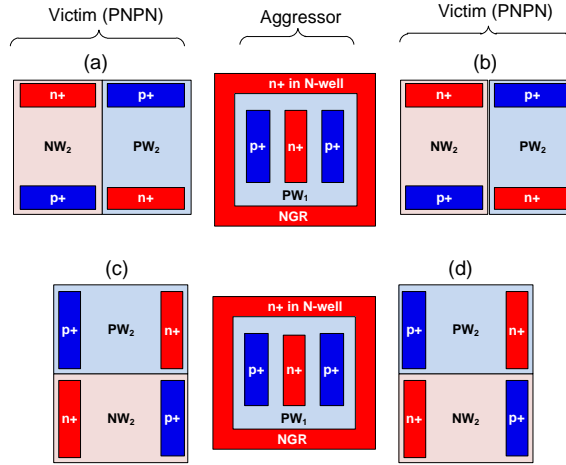 Victim (PNPN)
Aggressor
Victim (PNPN)
(a)
(b)
n+
p+
NW₂
PW₂
p+
n+
n+ in N-well
p+
n+
p+
PW₁
NGR
n+
p+
NW₂
PW₂
p+
n+
(c)
(d)
p+
PW₂
n+
n+
NW₂
p+
n+ in N-well
p+
n+
p+
PW₁
NGR
p+
PW₂
n+
n+
NW₂
p+